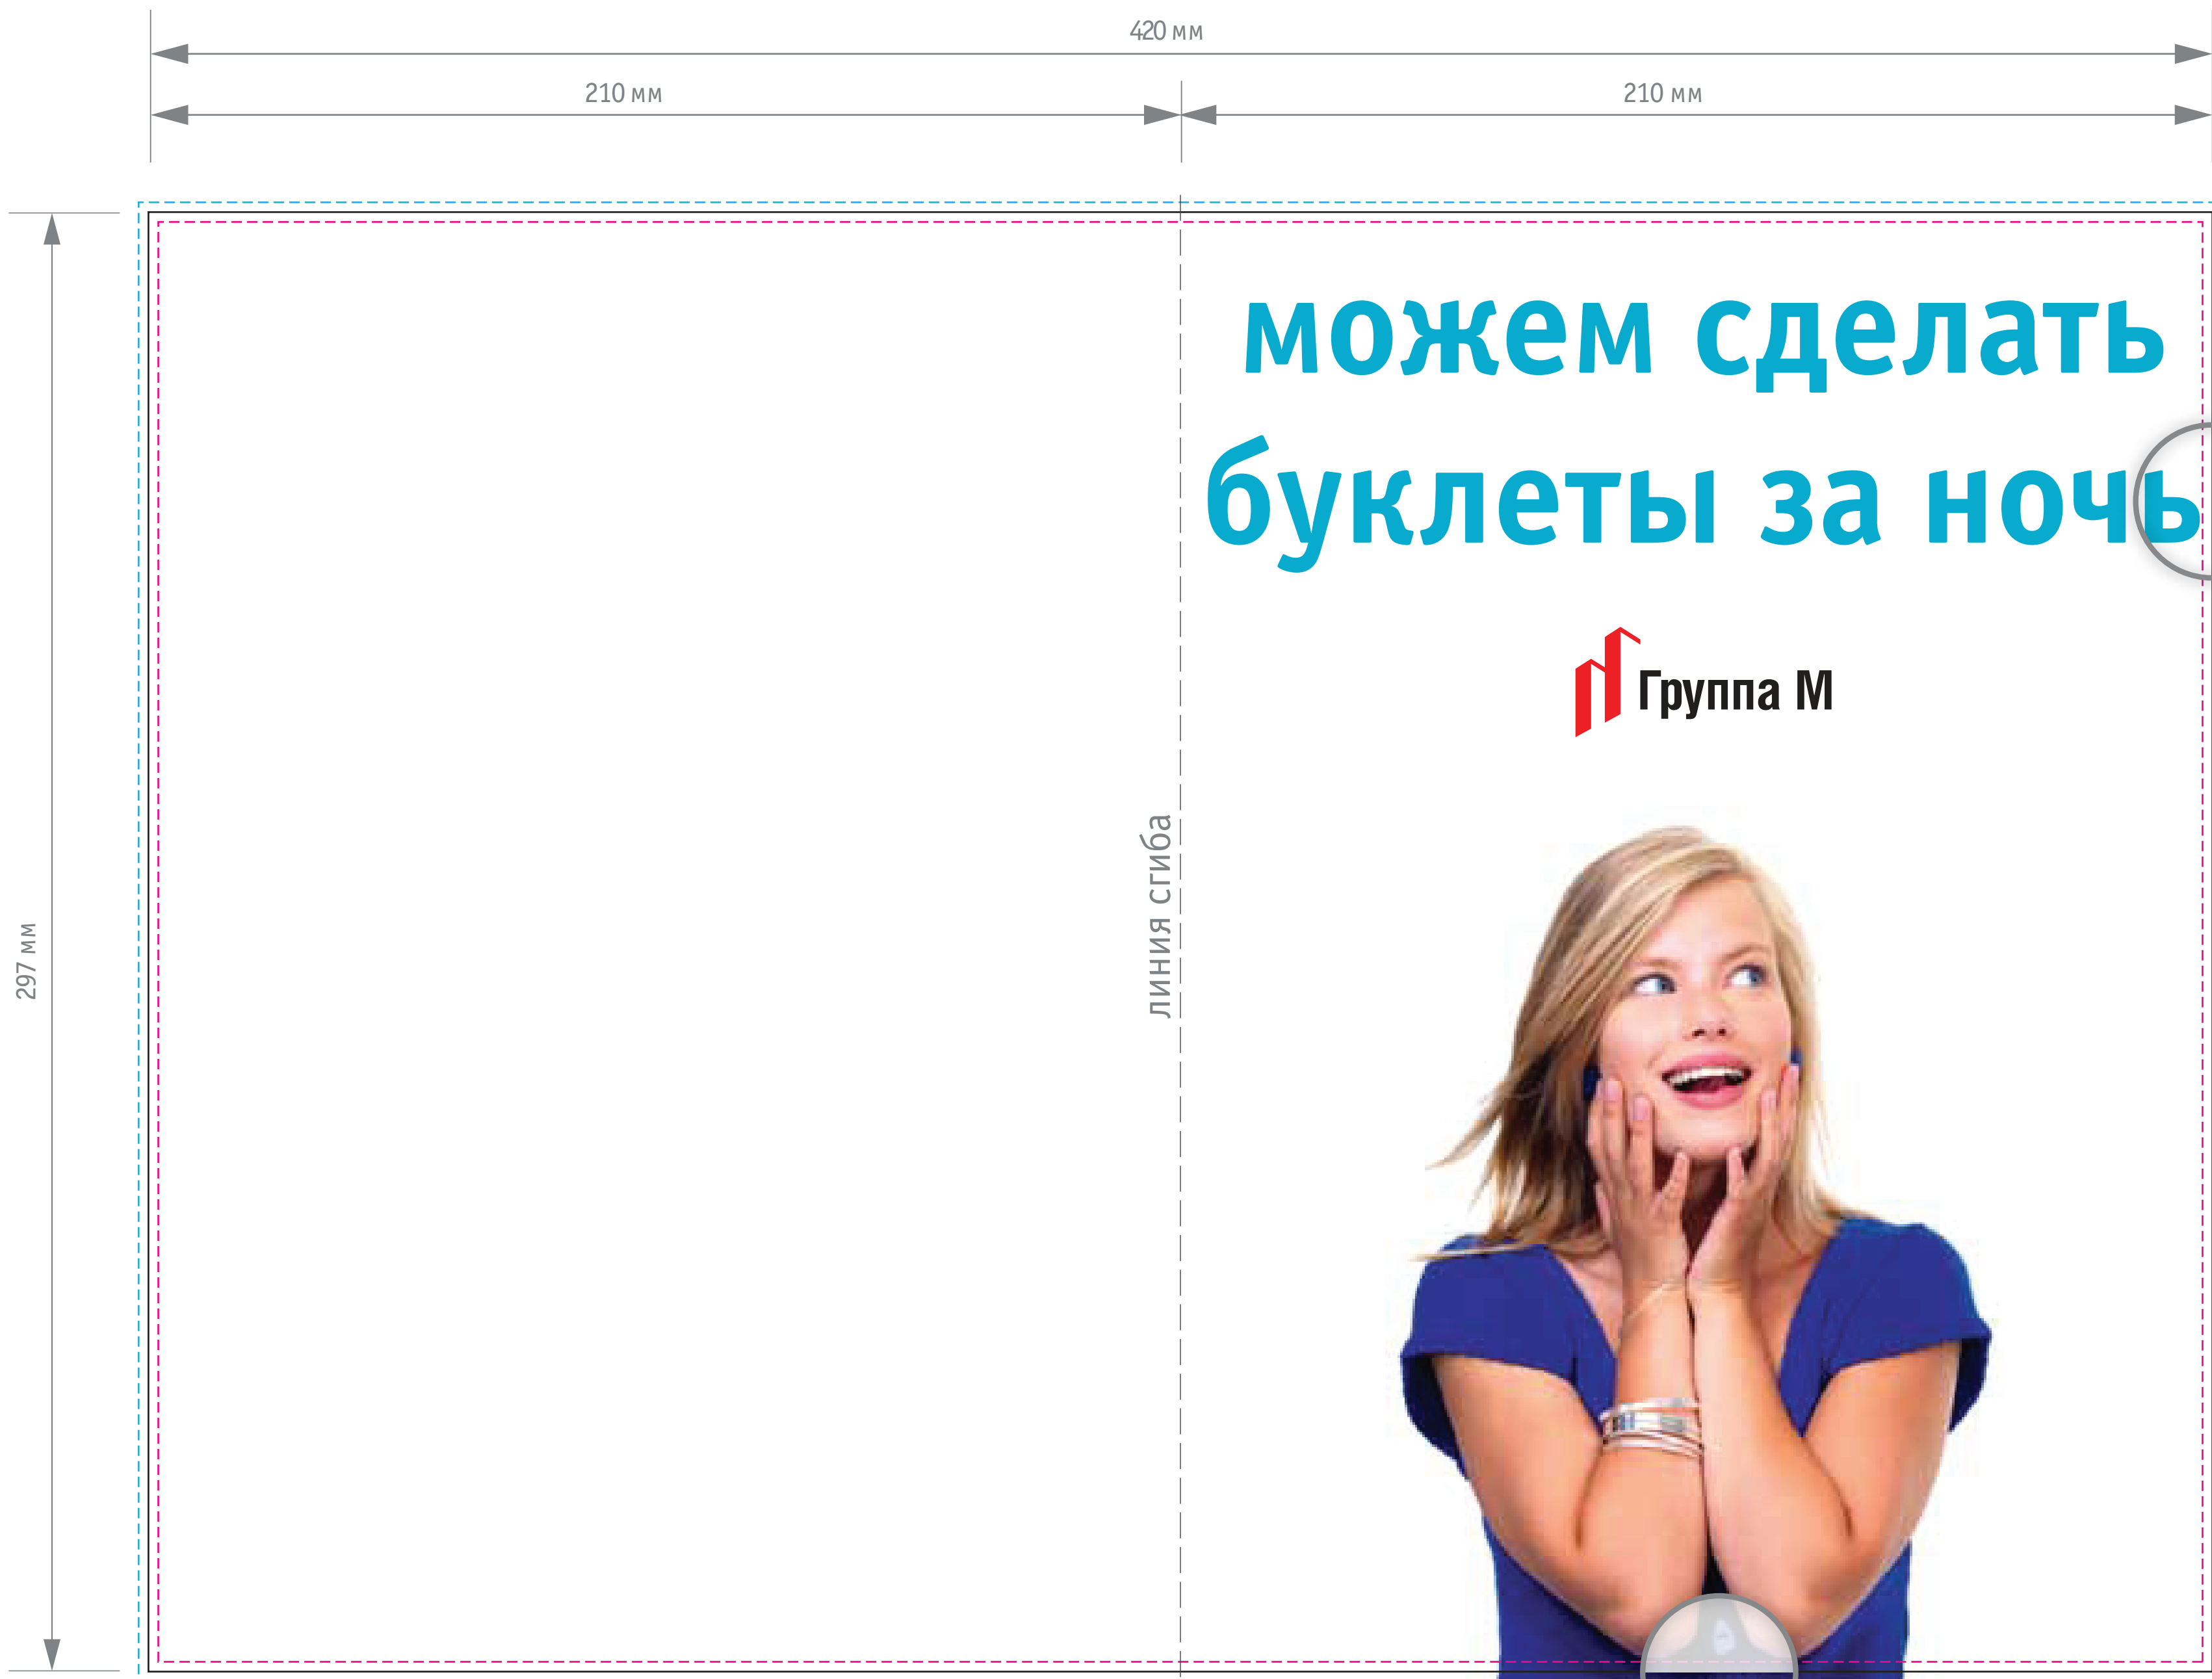 420 мм
210 мм
210 мм
можем сделать
буклеты за ночь
Группа М
линия сгиба
297 мм